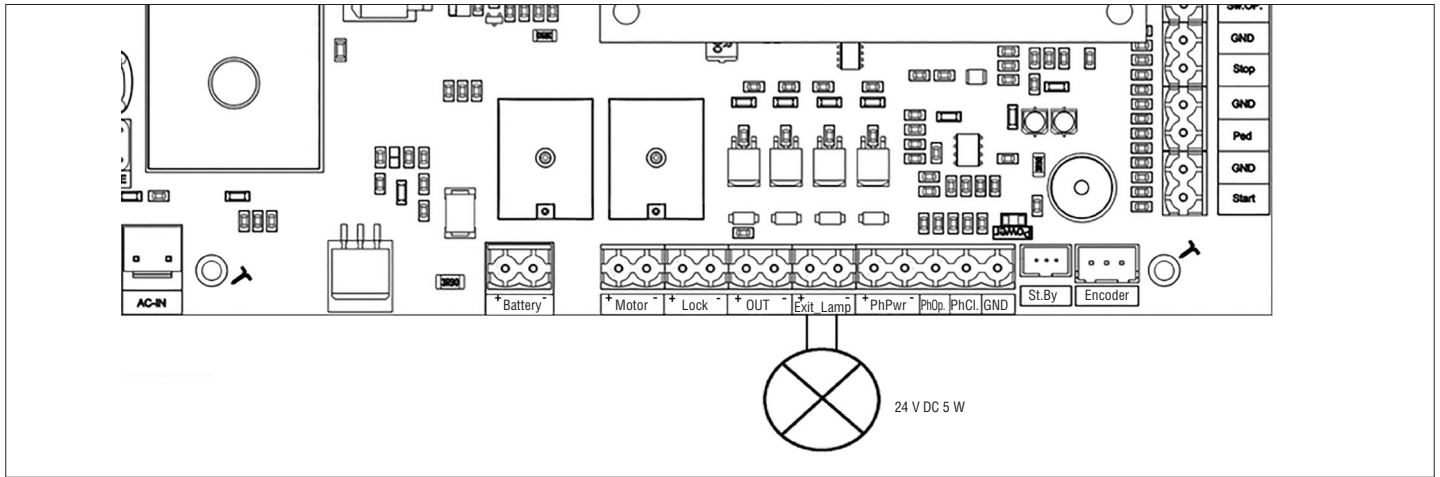 Sw.OP.
GND
Stop
GND
Ped
GND
Start
AC-IN
+ Battery -
+ Motor -
+ Lock -
+ OUT -
+ Exit_Lamp -
+ PhPwr -
PhOp.
PhCl.
GND
St.By
Encoder
24 V DC 5 W